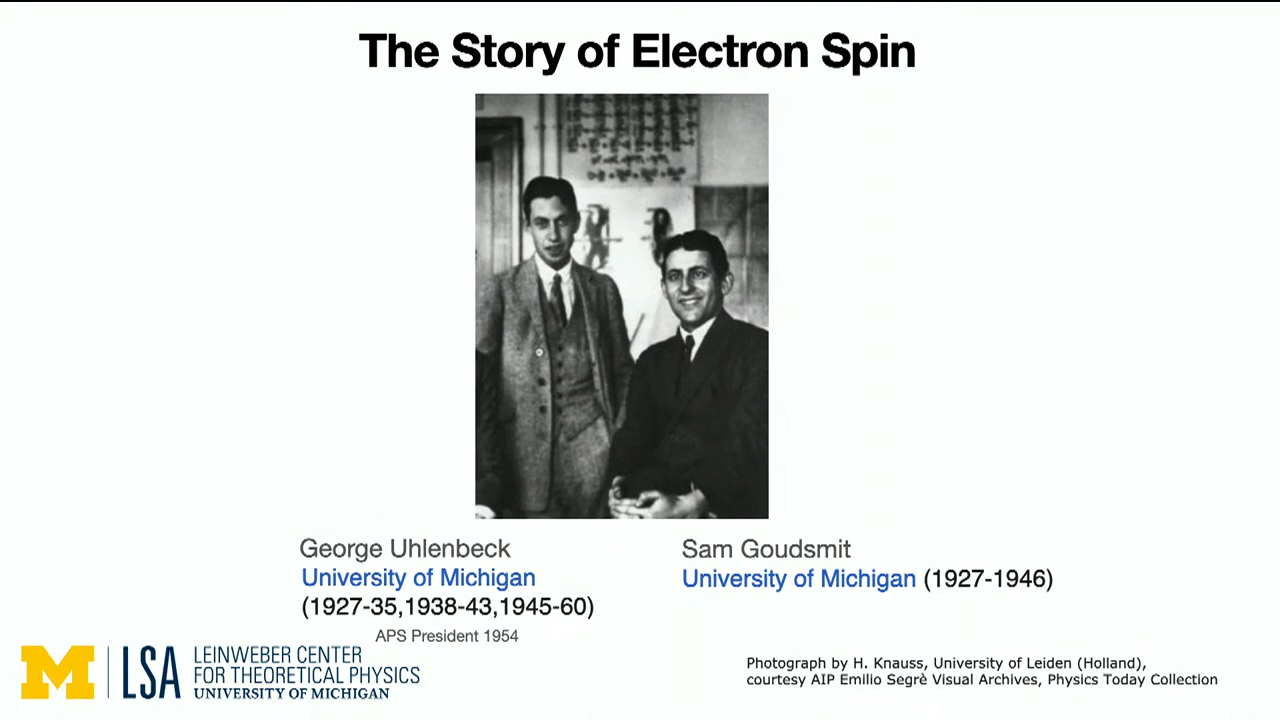 The Story of Electron Spin
George Uhlenbeck
University of Michigan
(1927-35,1938-43,1945-60)
APS President 1954
Sam Goudsmit
University of Michigan (1927-1946)
M LSA
LEINWEBER CENTER
FOR THEORETICAL PHYSICS
UNIVERSITY OF MICHIGAN
Photograph by H. Knauss, University of Leiden (Holland),
courtesy AIP Emilio Segrè Visual Archives, Physics Today Collection